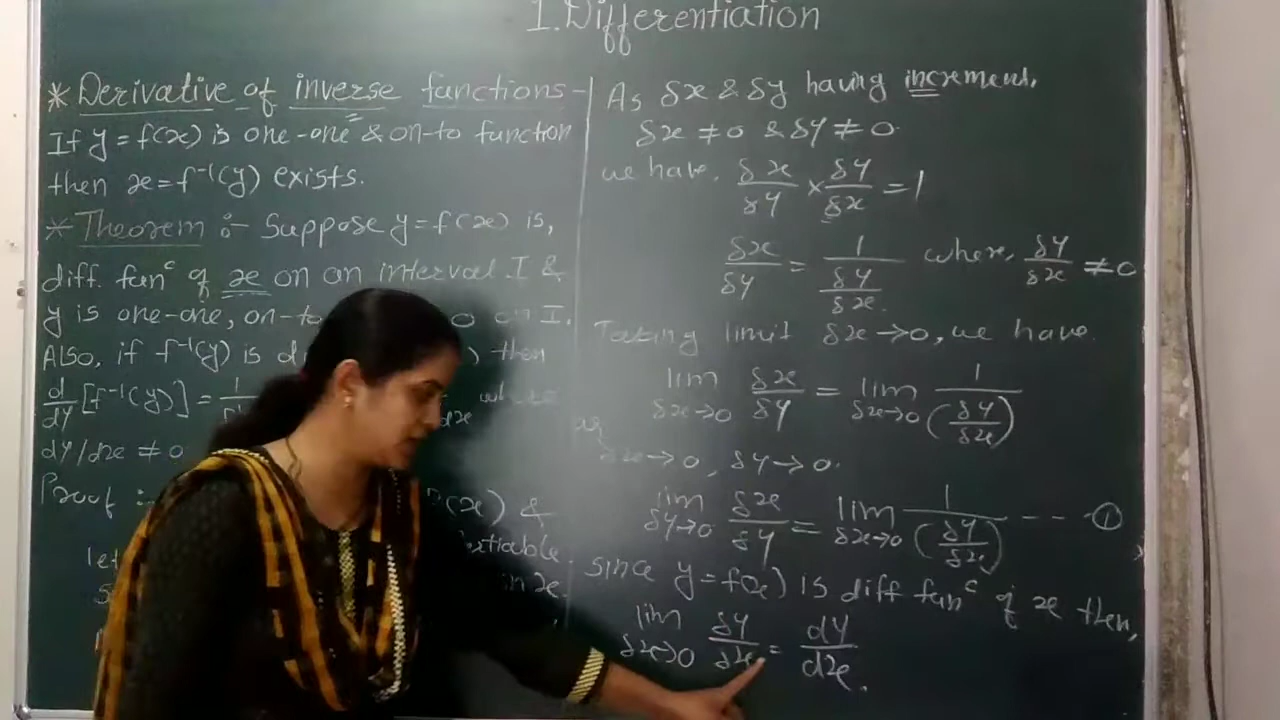 1. Differentiation
* Derivative of inverse functions -
If y = f(x) is one-one & on-to function
then x = f⁻¹(y) exists.
* Theorem :- Suppose y = f(x) is,
diff. funᶜ of x on an interval I &
y is one-one, on-to on I.
Also, if f⁻¹(y) is then
d/dy [f⁻¹(y)] = 1/
dy/dx ≠ 0
Proof :- (x) &
let
in x.
As δx & δy having increment,
δx ≠ 0 & δy ≠ 0.
we have, δx/δy × δy/δx = 1
δx/δy = 1/(δy/δx) where, δy/δx ≠ 0
Taking limit δx → 0, we have.
lim δx→0 δx/δy = lim δx→0 1/(δy/δx)
as
δx → 0, δy → 0.
lim δy→0 δx/δy = lim δx→0 1/(δy/δx) --- ①
since y = f(x) is diff funᶜ of x then,
lim δx→0 δy/δx = dy/dx.